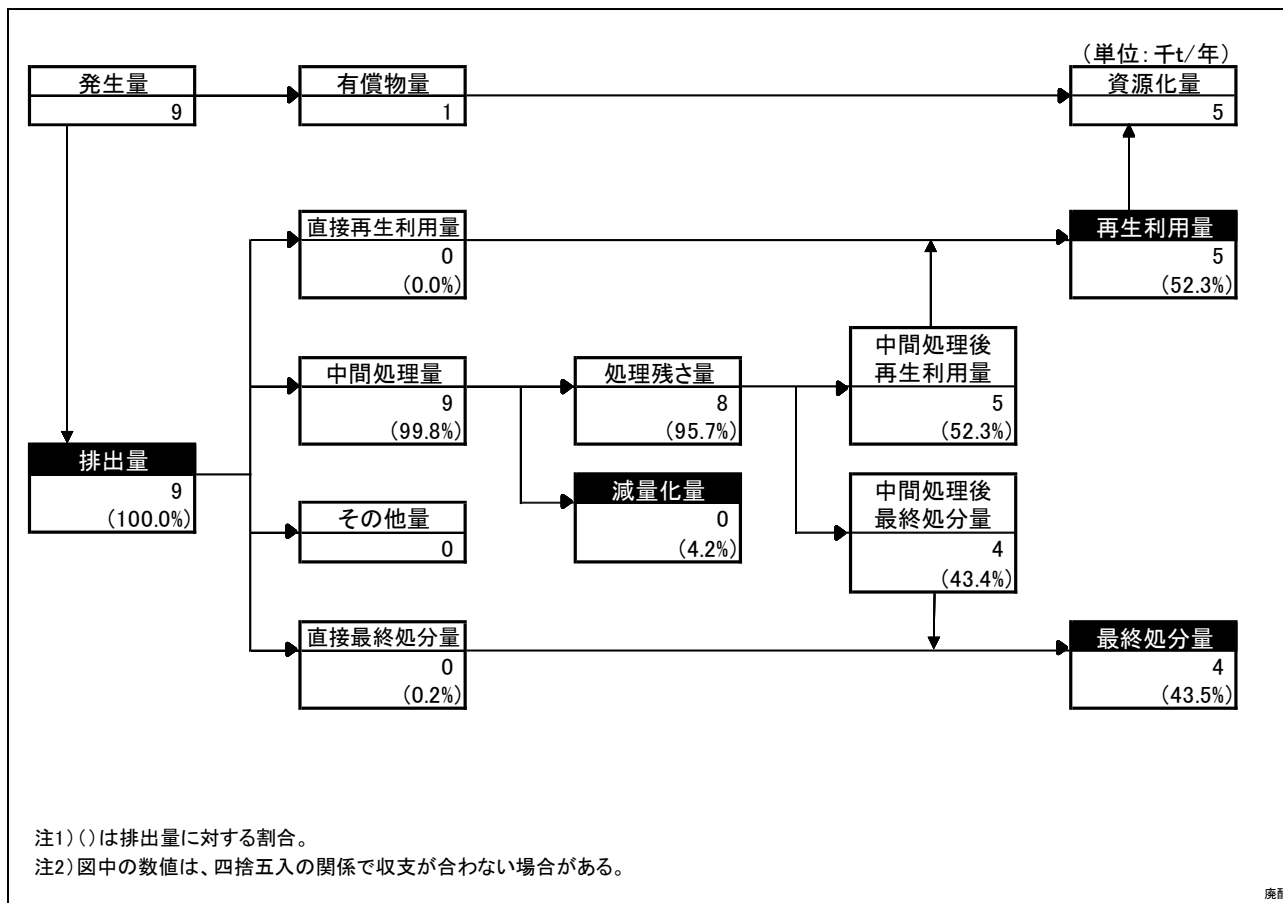 (単位:千t/年)
発生量
9
有償物量
1
資源化量
5
直接再生利用量
0
(0.0%)
再生利用量
5
(52.3%)
中間処理量
9
(99.8%)
処理残さ量
8
(95.7%)
中間処理後
再生利用量
5
(52.3%)
排出量
9
(100.0%)
減量化量
0
(4.2%)
中間処理後
最終処分量
4
(43.4%)
その他量
0
直接最終処分量
0
(0.2%)
最終処分量
4
(43.5%)
注1)()は排出量に対する割合。
注2)図中の数値は、四捨五入の関係で収支が合わない場合がある。